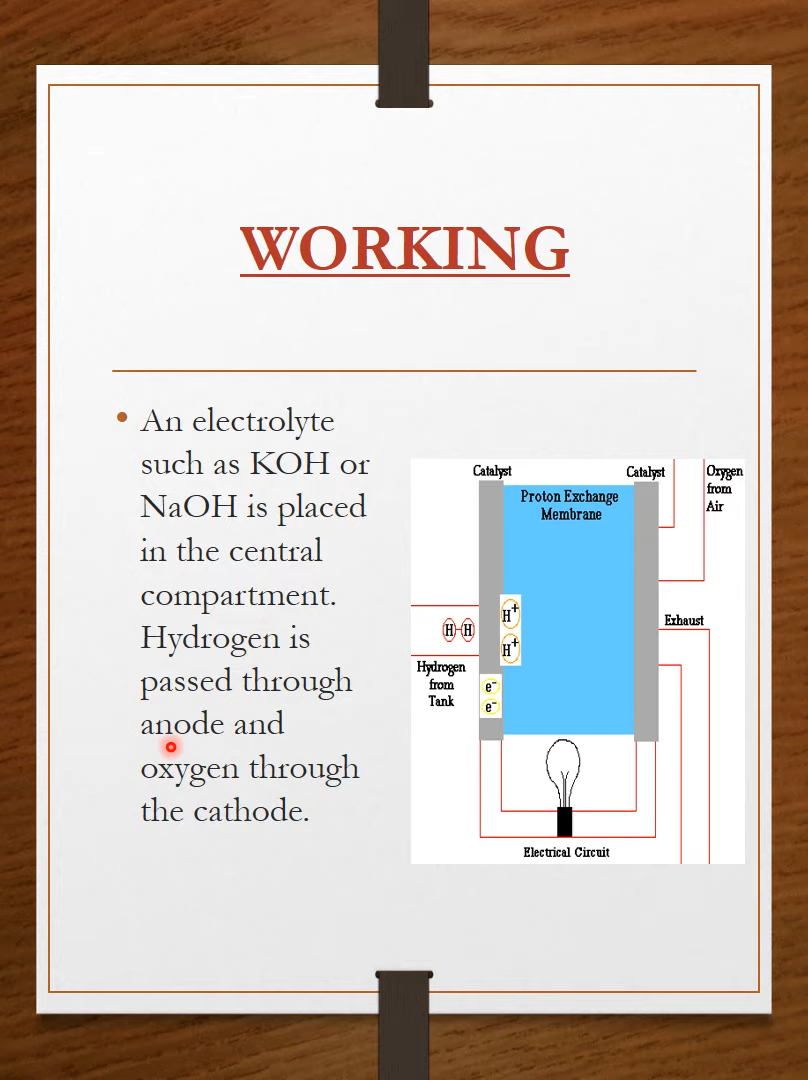 WORKING
• An electrolyte
such as KOH or
NaOH is placed
in the central
compartment.
Hydrogen is
passed through
anode and
oxygen through
the cathode.
Catalyst
Catalyst
Oxygen
from
Air
Proton Exchange
Membrane
H-H
H+
H+
Exhaust
Hydrogen
from
Tank
e-
e-
Electrical Circuit